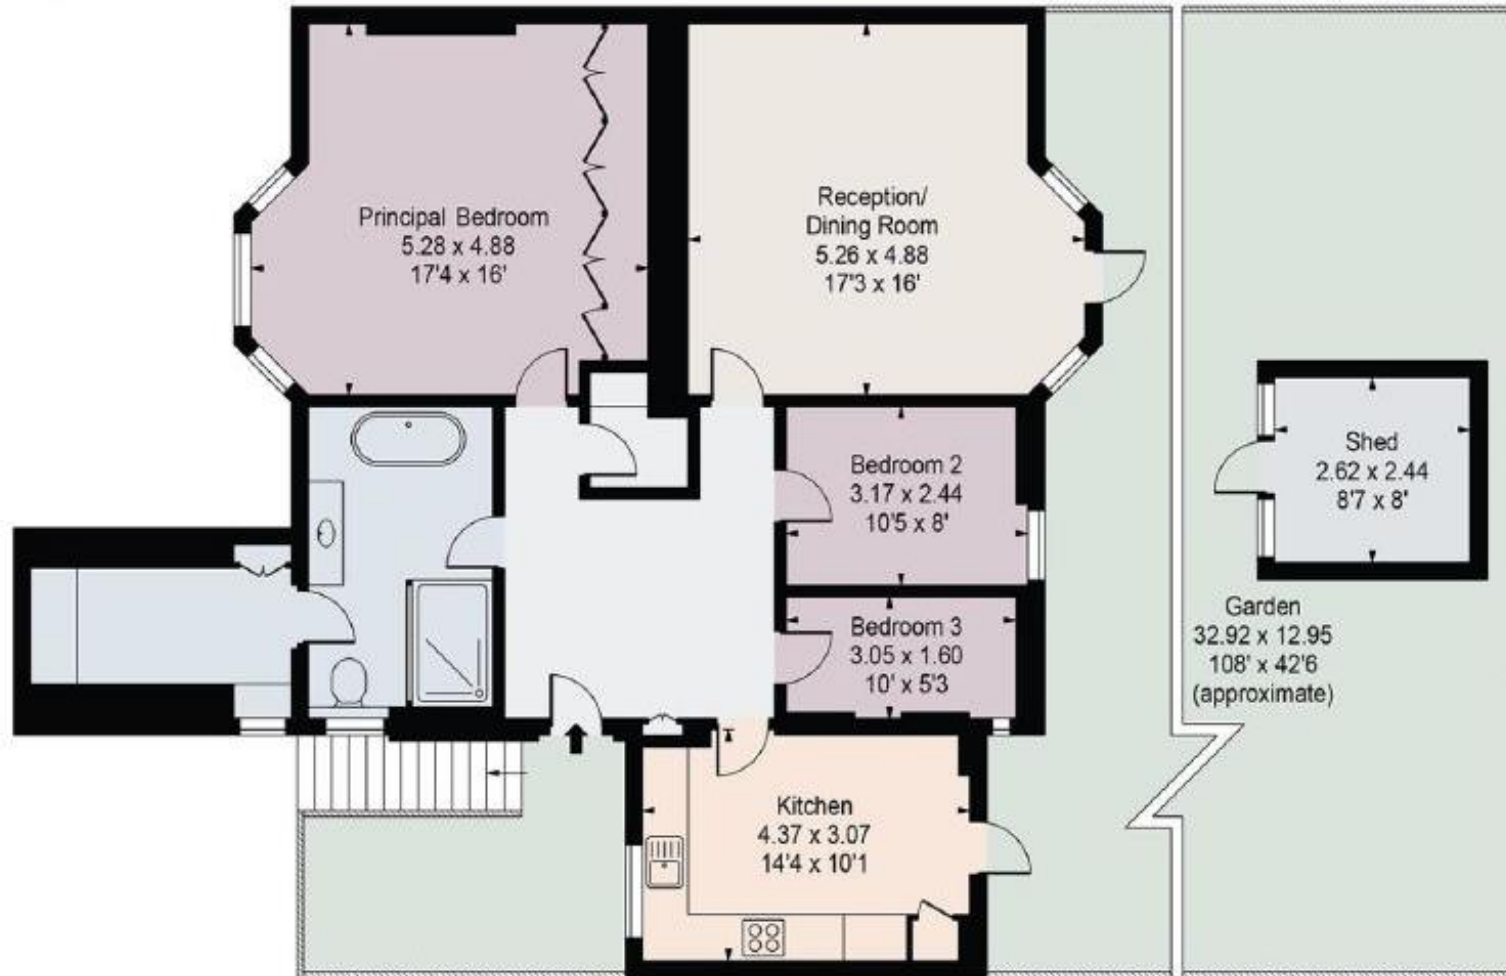 Principal Bedroom
5.28 x 4.88
17'4 x 16'
Reception/
Dining Room
5.26 x 4.88
17'3 x 16'
Bedroom 2
3.17 x 2.44
10'5 x 8'
Shed
2.62 x 2.44
8'7 x 8'
Bedroom 3
3.05 x 1.60
10' x 5'3
Garden
32.92 x 12.95
108' x 42'6
(approximate)
Kitchen
4.37 x 3.07
14'4 x 10'1